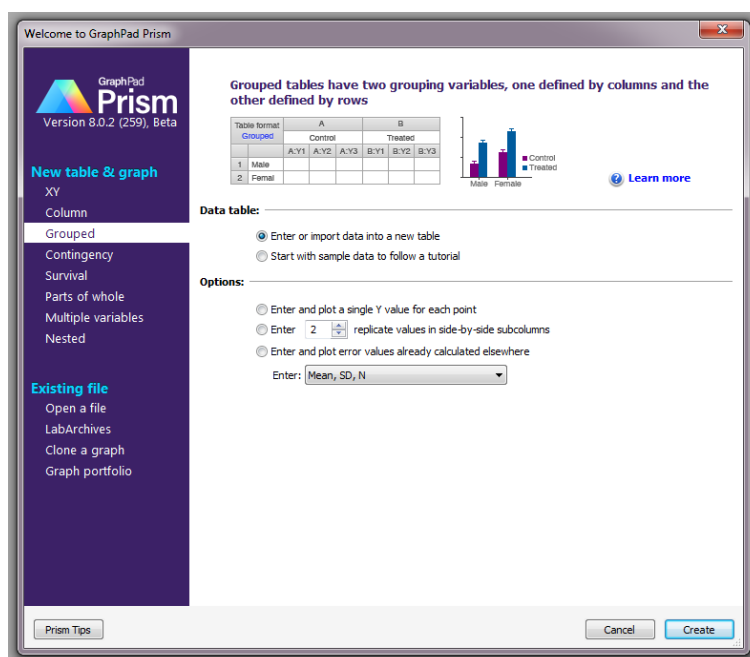 Welcome to GraphPad Prism
X
GraphPad
Prism
Version 8.0.2 (259), Beta
New table & graph
XY
Column
Grouped
Contingency
Survival
Parts of whole
Multiple variables
Nested
Existing file
Open a file
LabArchives
Clone a graph
Graph portfolio
Grouped tables have two grouping variables, one defined by columns and the
other defined by rows
Table format A B
Grouped Control Treated
A:Y1 A:Y2 A:Y3 B:Y1 B:Y2 B:Y3
1 Male
2 Femal
Control
Treated
Male Female
? Learn more
Data table:
Enter or import data into a new table
Start with sample data to follow a tutorial
Options:
Enter and plot a single Y value for each point
Enter 2 replicate values in side-by-side subcolumns
Enter and plot error values already calculated elsewhere
Enter: Mean, SD, N
Prism Tips Cancel Create